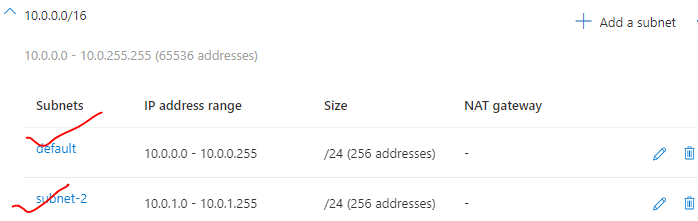 10.0.0.0/16
Add a subnet
10.0.0.0 - 10.0.255.255 (65536 addresses)
Subnets IP address range Size NAT gateway
default 10.0.0.0 - 10.0.0.255 /24 (256 addresses) -
subnet-2 10.0.1.0 - 10.0.1.255 /24 (256 addresses) -